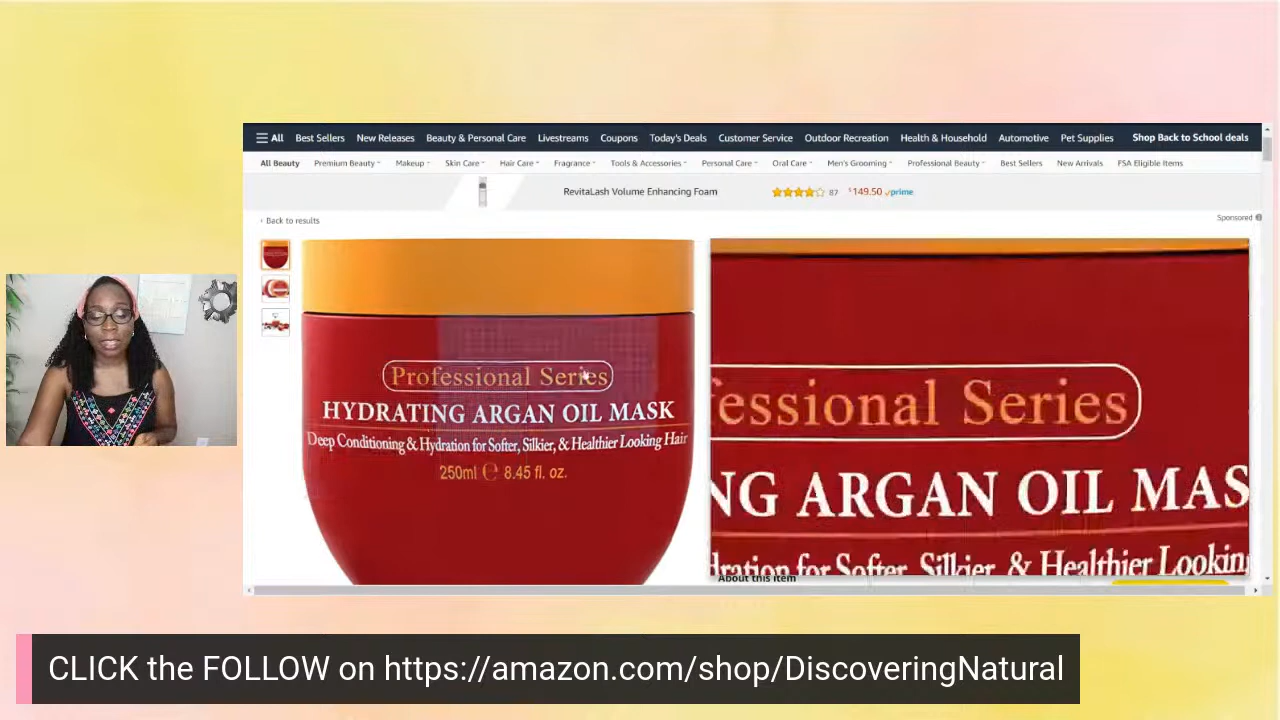 All Best Sellers New Releases Beauty & Personal Care Livestreams Coupons Today's Deals Customer Service Outdoor Recreation Health & Household Automotive Pet Supplies Shop Back to School deals
All Beauty Premium Beauty Makeup Skin Care Hair Care Fragrance Tools & Accessories Personal Care Oral Care Men's Grooming Professional Beauty Best Sellers New Arrivals FSA Eligible Items
RevitaLash Volume Enhancing Foam 87 $149.50 prime
‹ Back to results
Sponsored
Professional Series
HYDRATING ARGAN OIL MASK
Deep Conditioning & Hydration for Softer, Silkier, & Healthier Looking Hair
250ml e 8.45 fl. oz.
fessional Series
NG ARGAN OIL MAS
dration for Softer, Silkier, & Healthier Looking
About this item
CLICK the FOLLOW on https://amazon.com/shop/DiscoveringNatural